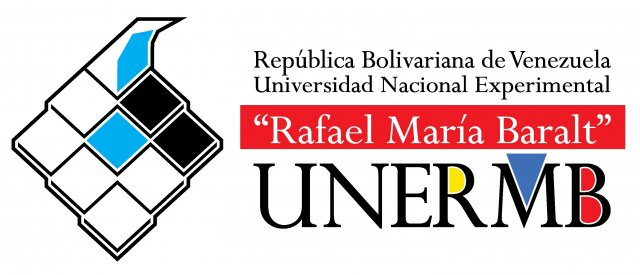 República Bolivariana de Venezuela
Universidad Nacional Experimental
“Rafael María Baralt”
UNERMB